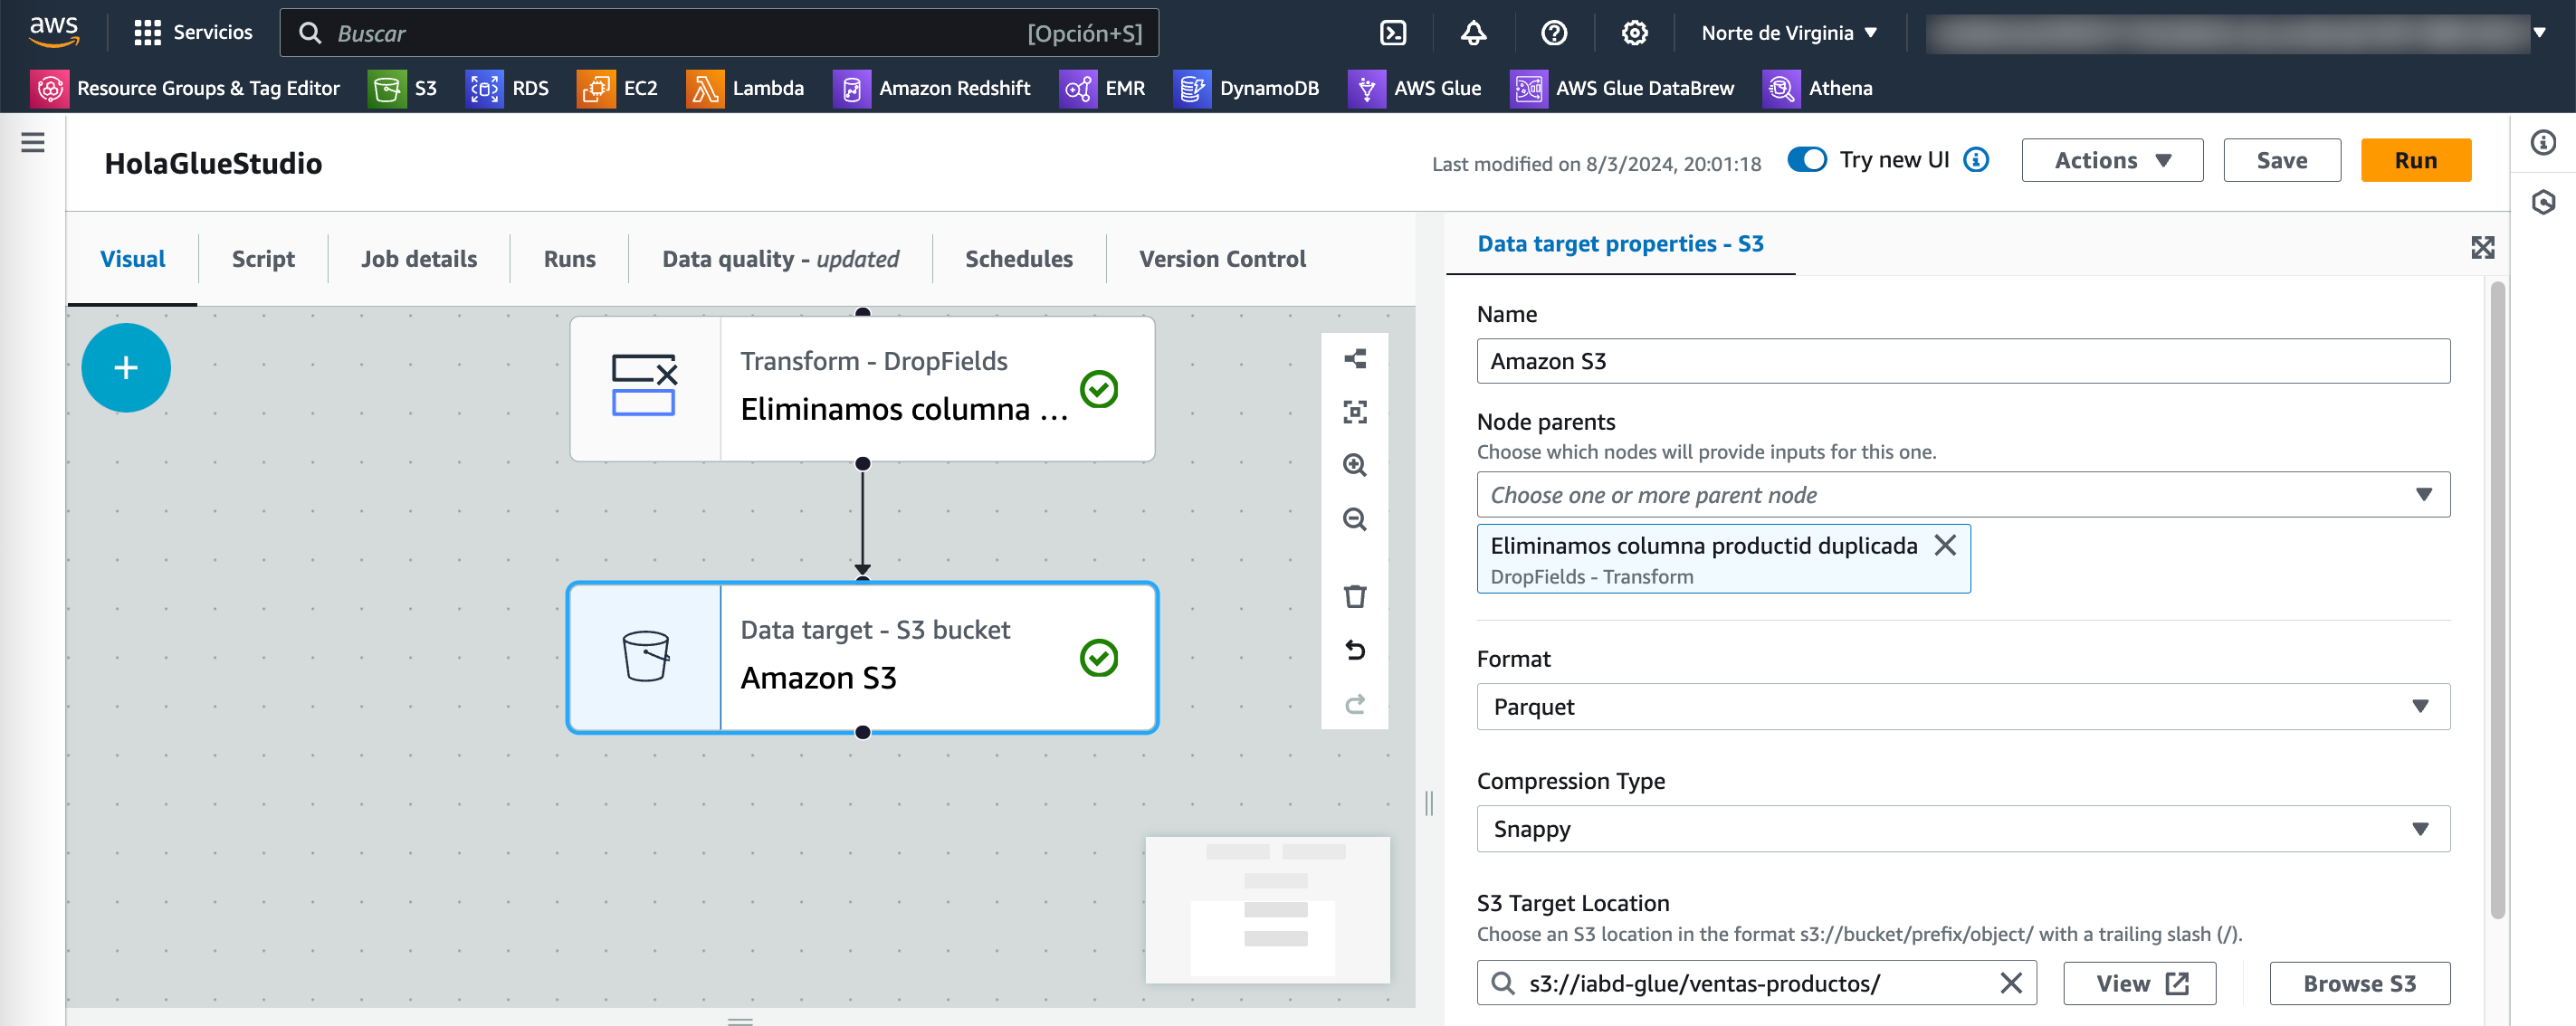 aws
Servicios
Buscar
[Opción+S]
Norte de Virginia
Resource Groups & Tag Editor
S3
RDS
EC2
Lambda
Amazon Redshift
EMR
DynamoDB
AWS Glue
AWS Glue DataBrew
Athena
HolaGlueStudio
Last modified on 8/3/2024, 20:01:18
Try new UI
Actions
Save
Run
Visual
Script
Job details
Runs
Data quality - updated
Schedules
Version Control
Transform - DropFields
Eliminamos columna ...
Data target - S3 bucket
Amazon S3
Data target properties - S3
Name
Amazon S3
Node parents
Choose which nodes will provide inputs for this one.
Choose one or more parent node
Eliminamos columna productid duplicada
DropFields - Transform
Format
Parquet
Compression Type
Snappy
S3 Target Location
Choose an S3 location in the format s3://bucket/prefix/object/ with a trailing slash (/).
s3://iabd-glue/ventas-productos/
View
Browse S3